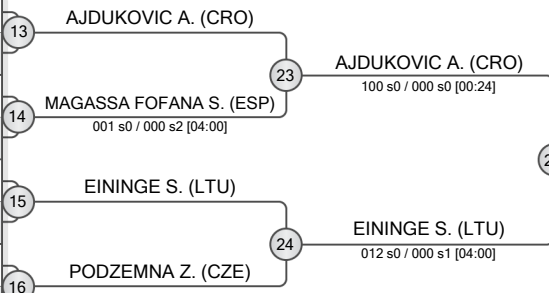 AJDUKOVIC A. (CRO)
13
23
AJDUKOVIC A. (CRO)
100 s0 / 000 s0 [00:24]
MAGASSA FOFANA S. (ESP)
14
001 s0 / 000 s2 [04:00]
EININGE S. (LTU)
15
24
EININGE S. (LTU)
012 s0 / 000 s1 [04:00]
PODZEMNA Z. (CZE)
16